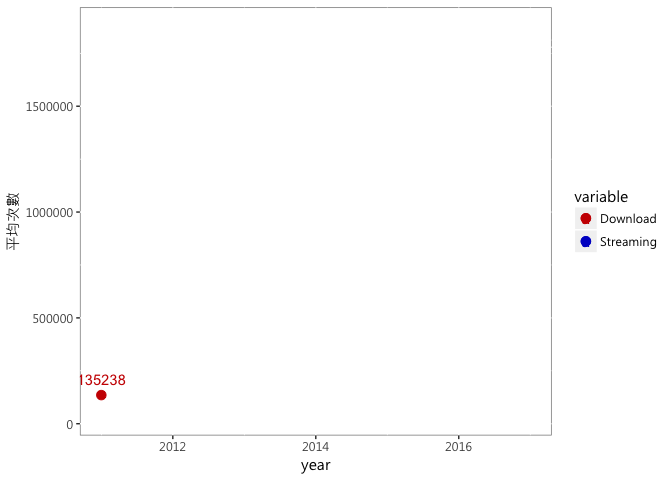 1500000
1000000
500000
0
平均次數
135238
2012
2014
2016
year
variable
Download
Streaming